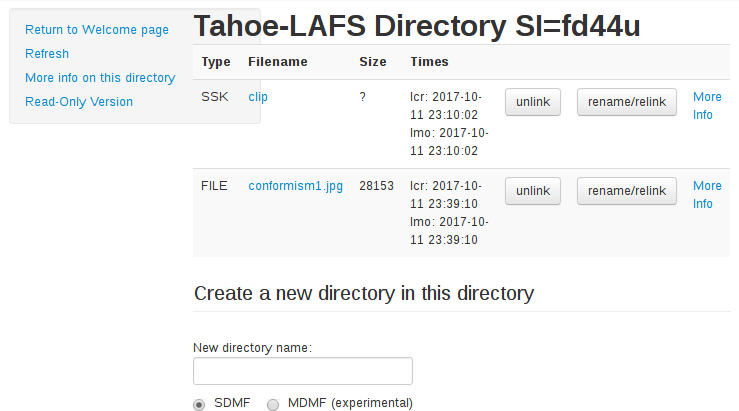 Return to Welcome page
Refresh
More info on this directory
Read-Only Version
Tahoe-LAFS Directory SI=fd44u
Type Filename Size Times
SSK clip ? lcr: 2017-10-
11 23:10:02
lmo: 2017-10-
11 23:10:02
unlink rename/relink More
Info
FILE conformism1.jpg 28153 lcr: 2017-10-
11 23:39:10
lmo: 2017-10-
11 23:39:10
unlink rename/relink More
Info
Create a new directory in this directory
New directory name:
SDMF MDMF (experimental)